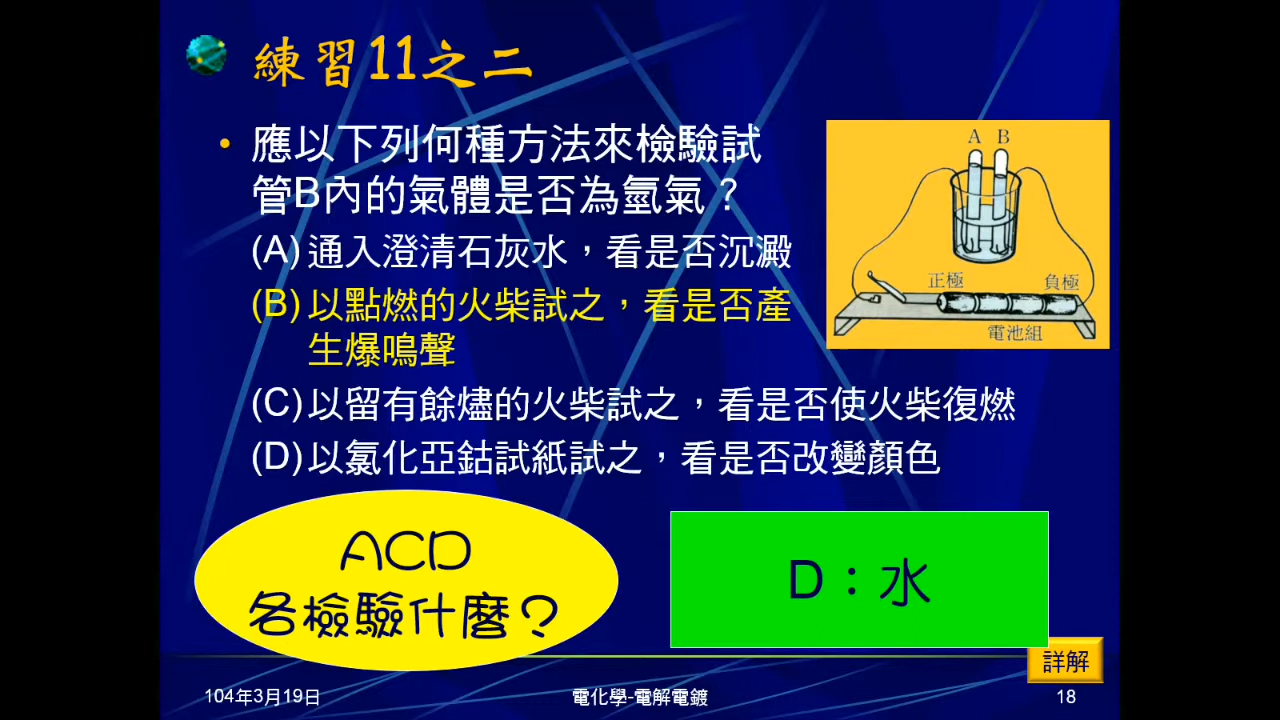 練習11之二
• 應以下列何種方法來檢驗試
管B內的氣體是否為氫氣？
(A) 通入澄清石灰水，看是否沉澱
(B) 以點燃的火柴試之，看是否產
生爆鳴聲
(C) 以留有餘燼的火柴試之，看是否使火柴復燃
(D) 以氯化亞鈷試紙試之，看是否改變顏色
A B
正極
負極
電池組
ACD
各檢驗什麼？
D：水
詳解
104年3月19日
電化學-電解電鍍
18